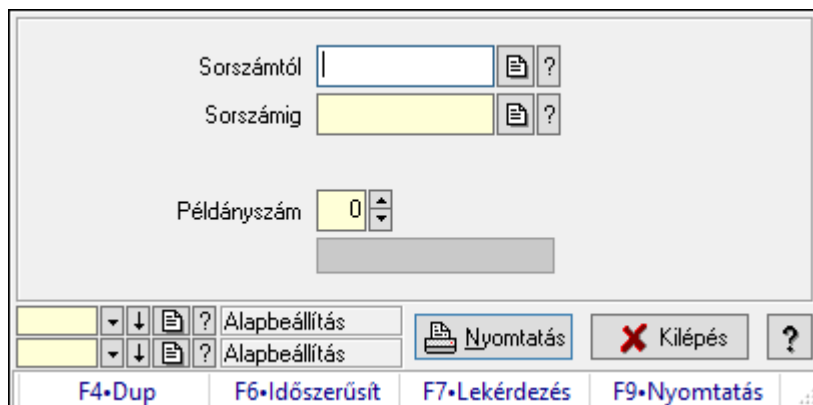 Sorszámtól ?
Sorszámig ?
Példányszám 0
? Alapbeállítás
? Alapbeállítás
Nyomtatás Kilépés ?
F4•Dup F6•Időszerűsít F7•Lekérdezés F9•Nyomtatás